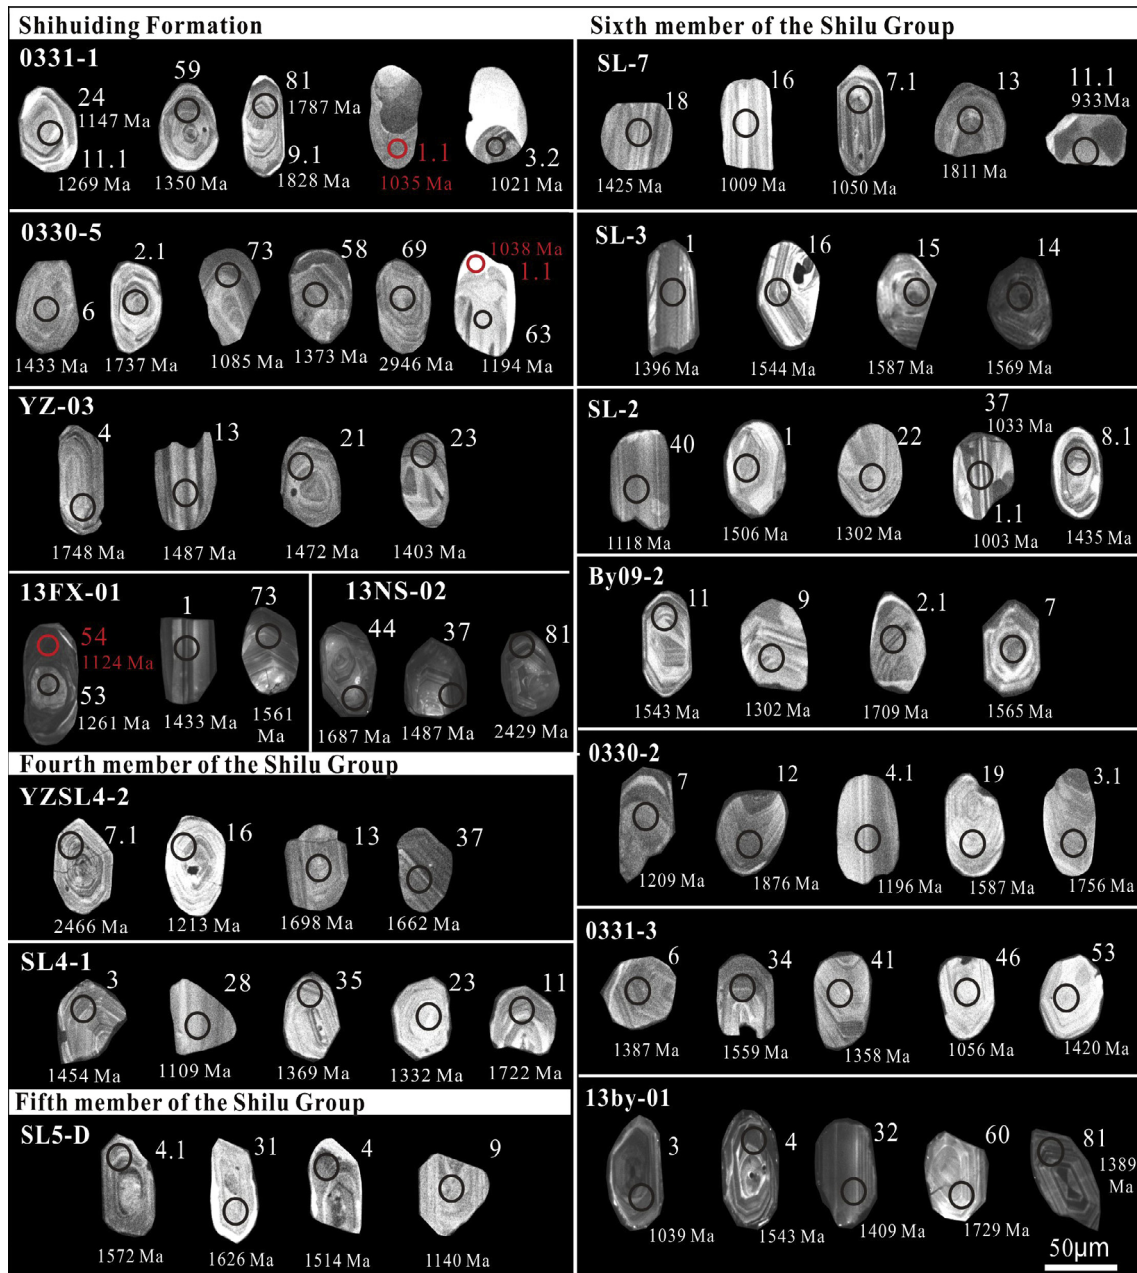 Shihuiding Formation
0331-1
24
1147 Ma
11.1
1269 Ma
59
1350 Ma
81
1787 Ma
9.1
1828 Ma
1.1
1035 Ma
3.2
1021 Ma
0330-5
6
1433 Ma
2.1
1737 Ma
73
1085 Ma
58
1373 Ma
69
2946 Ma
1038 Ma
1.1
63
1194 Ma
YZ-03
4
1748 Ma
13
1487 Ma
21
1472 Ma
23
1403 Ma
13FX-01
54
1124 Ma
53
1261 Ma
1
1433 Ma
73
1561
Ma
13NS-02
44
1687 Ma
37
1487 Ma
81
2429 Ma
Fourth member of the Shilu Group
YZSL4-2
7.1
2466 Ma
16
1213 Ma
13
1698 Ma
37
1662 Ma
SL4-1
3
1454 Ma
28
1109 Ma
35
1369 Ma
23
1332 Ma
11
1722 Ma
Fifth member of the Shilu Group
SL5-D
4.1
1572 Ma
31
1626 Ma
4
1514 Ma
9
1140 Ma
Sixth member of the Shilu Group
SL-7
18
1425 Ma
16
1009 Ma
7.1
1050 Ma
13
1811 Ma
11.1
933Ma
SL-3
1
1396 Ma
16
1544 Ma
15
1587 Ma
14
1569 Ma
SL-2
40
1118 Ma
1
1506 Ma
22
1302 Ma
37
1033 Ma
1.1
1003 Ma
8.1
1435 Ma
By09-2
11
1543 Ma
9
1302 Ma
2.1
1709 Ma
7
1565 Ma
0330-2
7
1209 Ma
12
1876 Ma
4.1
1196 Ma
19
1587 Ma
3.1
1756 Ma
0331-3
6
1387 Ma
34
1559 Ma
41
1358 Ma
46
1056 Ma
53
1420 Ma
13by-01
3
1039 Ma
4
1543 Ma
32
1409 Ma
60
1729 Ma
81
1389
Ma
50μm